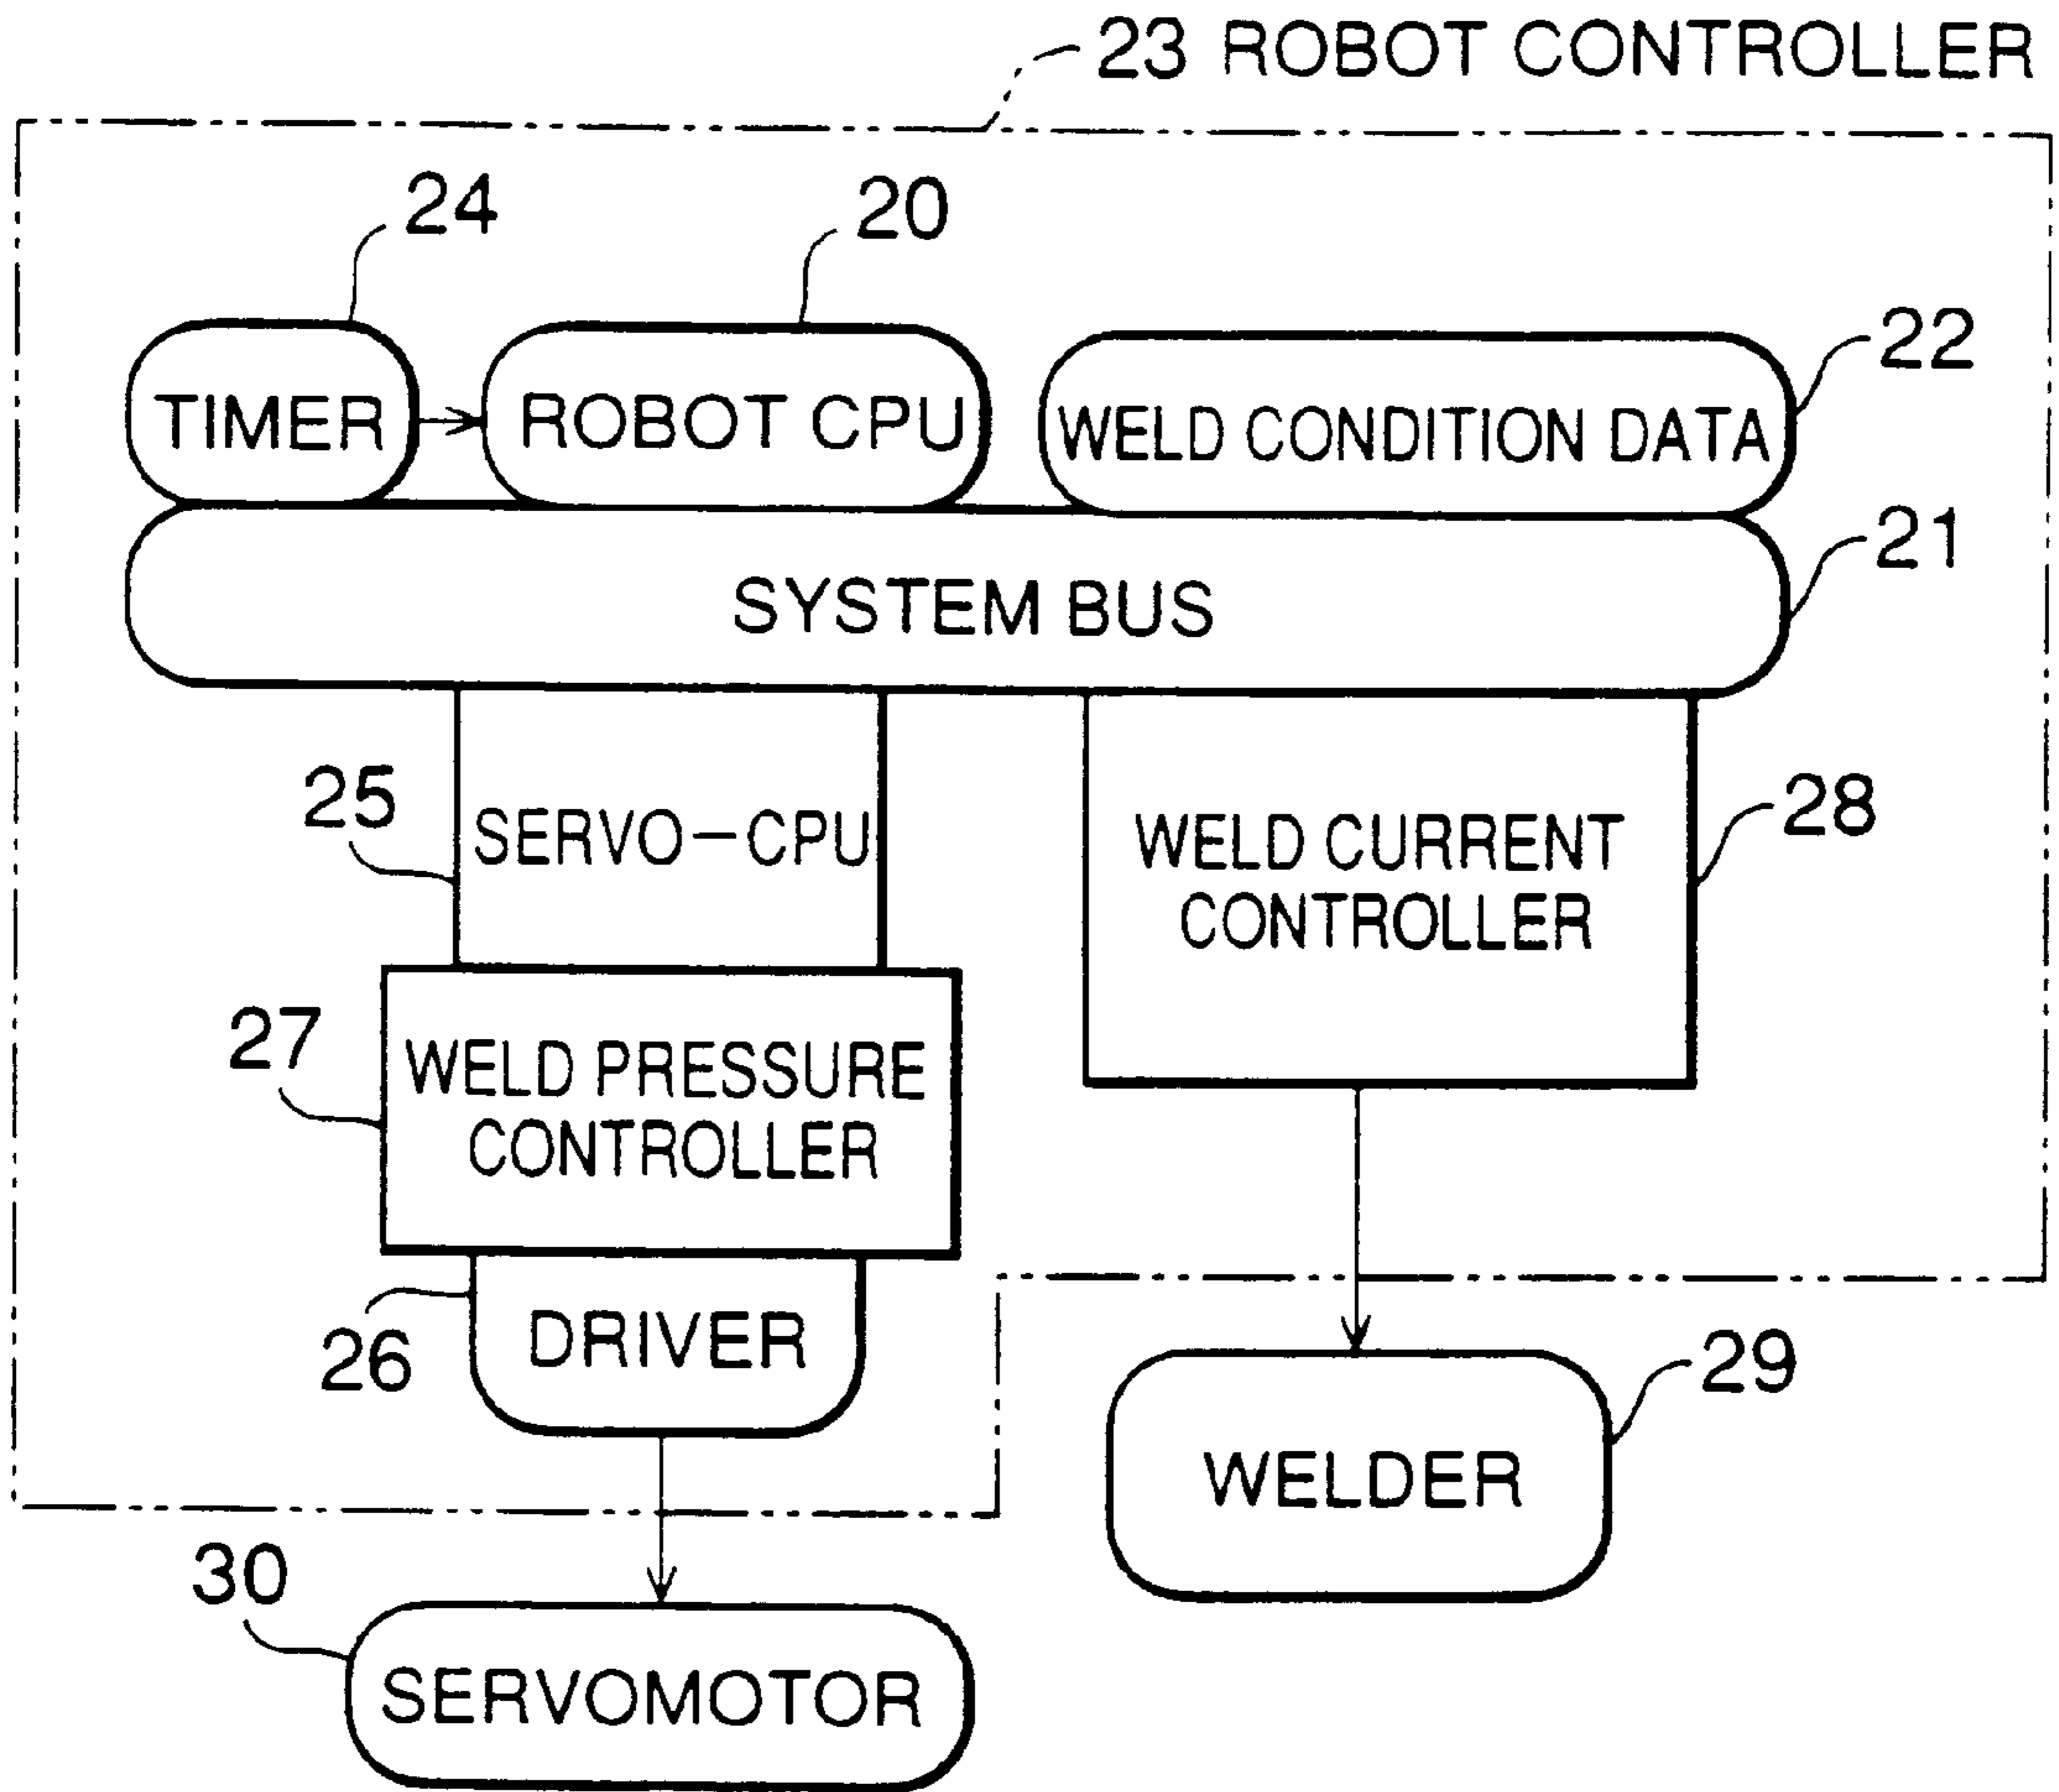 23 ROBOT CONTROLLER
24
20
22
TIMER
ROBOT CPU
WELD CONDITION DATA
21
SYSTEM BUS
25
SERVO-CPU
WELD CURRENT
CONTROLLER
28
27
WELD PRESSURE
CONTROLLER
26
DRIVER
29
WELDER
30
SERVOMOTOR